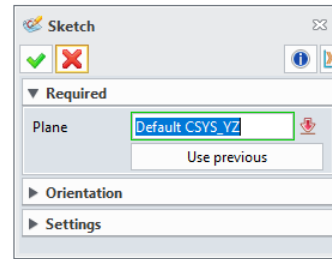 Sketch
Required
Plane
Default CSYS_YZ
Use previous
Orientation
Settings